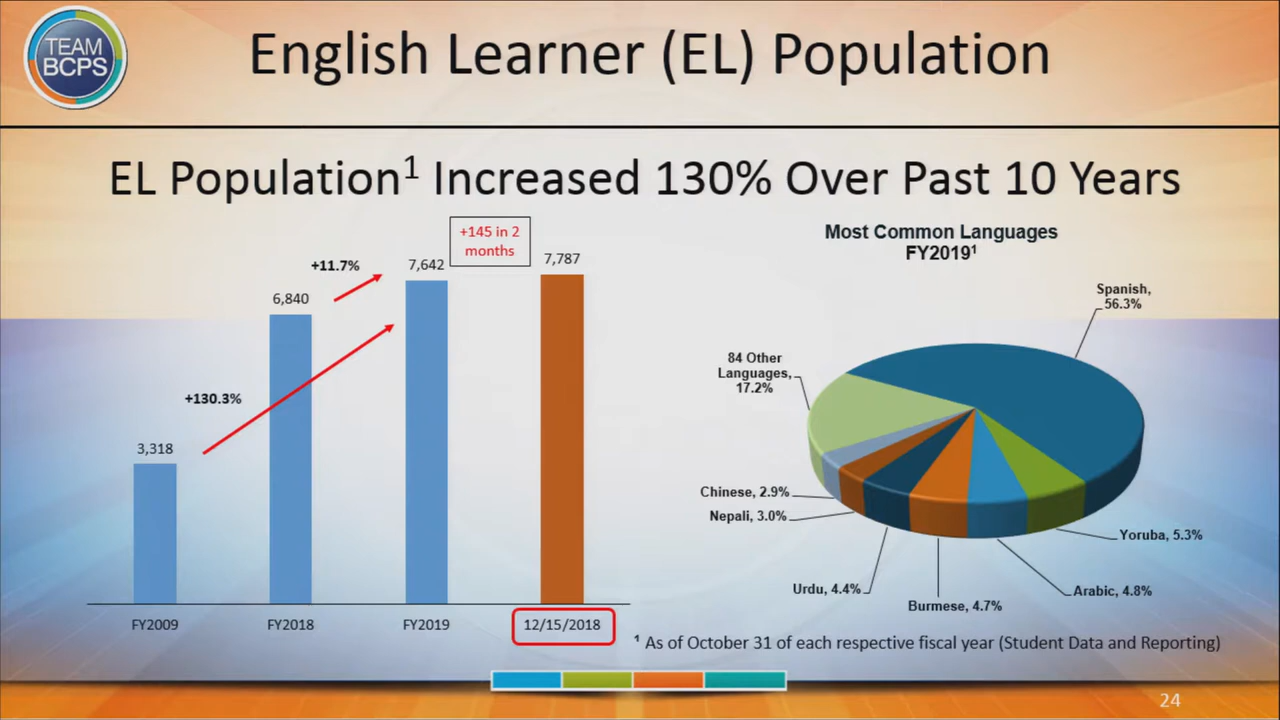 TEAM
BCPS
English Learner (EL) Population
EL Population¹ Increased 130% Over Past 10 Years
+145 in 2
months
+11.7%
7,642
7,787
6,840
+130.3%
3,318
FY2009
FY2018
FY2019
12/15/2018
Most Common Languages
FY2019¹
Spanish,
56.3%
84 Other
Languages,
17.2%
Chinese, 2.9%
Nepali, 3.0%
Yoruba, 5.3%
Urdu, 4.4%
Arabic, 4.8%
Burmese, 4.7%
¹ As of October 31 of each respective fiscal year (Student Data and Reporting)
24